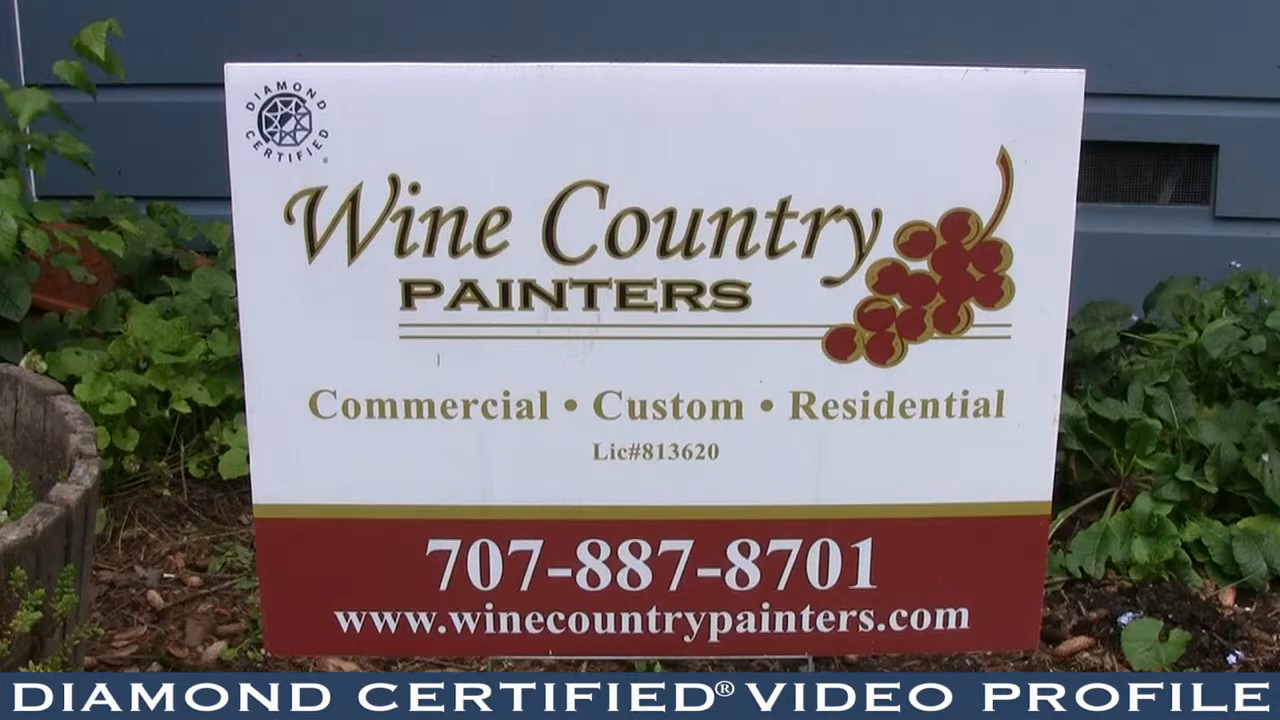 DIAMOND CERTIFIED ®
Wine Country
PAINTERS
Commercial • Custom • Residential
Lic#813620
707-887-8701
www.winecountrypainters.com
DIAMOND CERTIFIED® VIDEO PROFILE